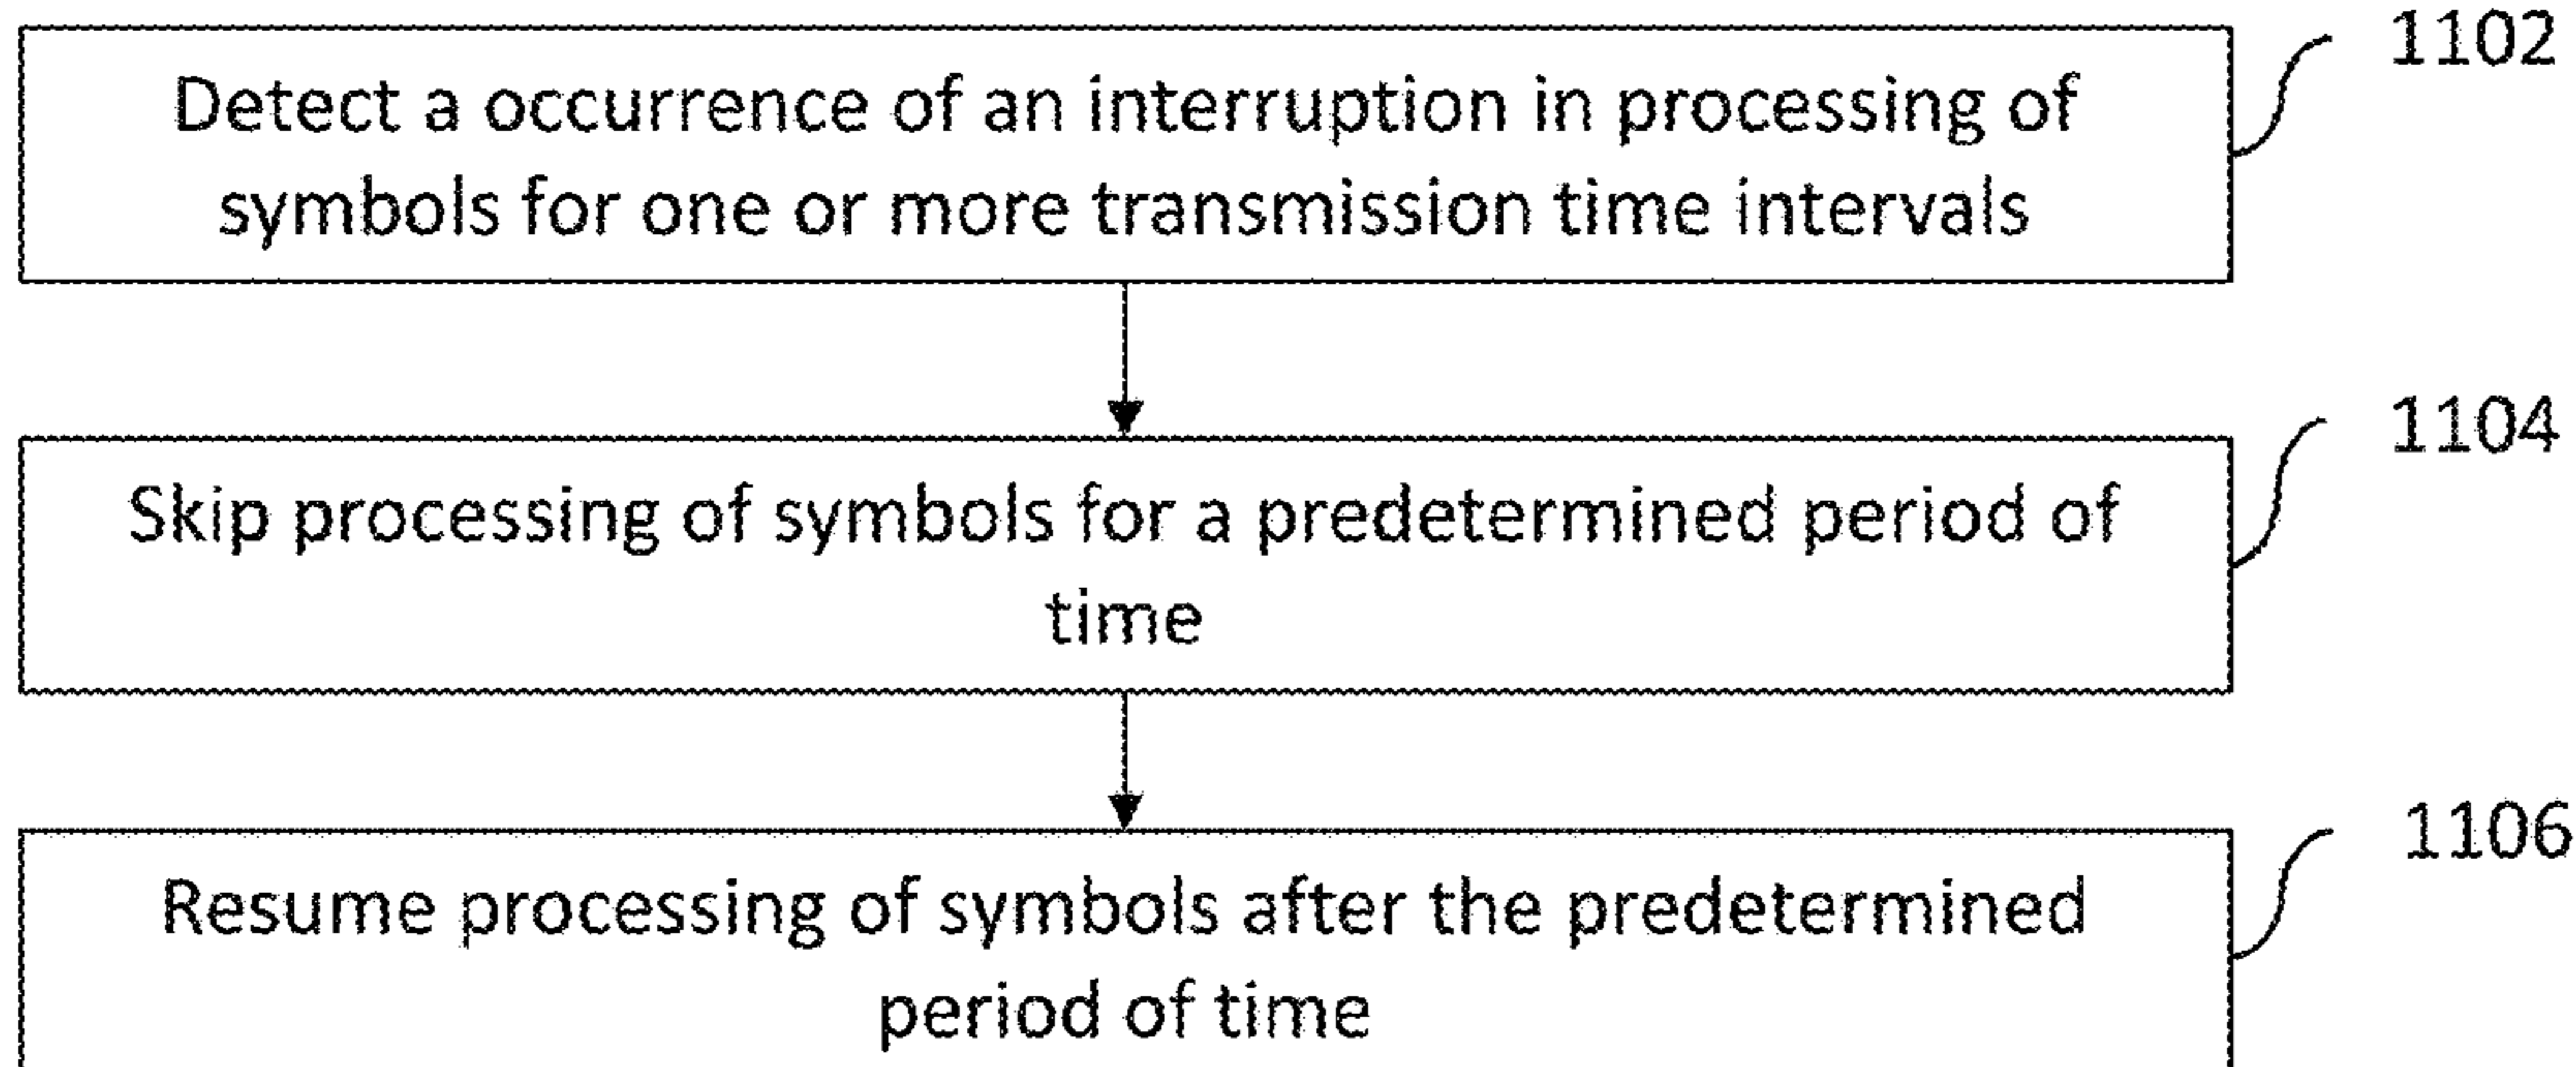 1102
Detect a occurrence of an interruption in processing of
symbols for one or more transmission time intervals
1104
Skip processing of symbols for a predetermined period of
time
1106
Resume processing of symbols after the predetermined
period of time